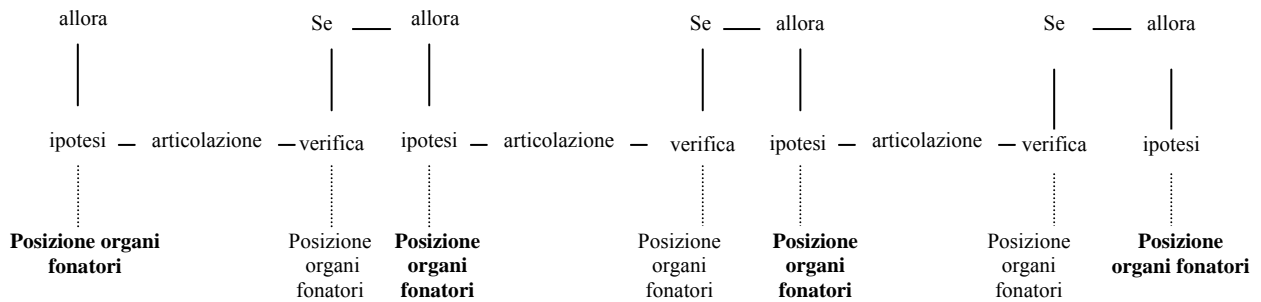 allora Se allora Se allora Se allora
ipotesi articolazione verifica ipotesi articolazione verifica ipotesi articolazione verifica ipotesi
Posizione organi
fonatori
Posizione
organi
fonatori
Posizione
organi
fonatori
Posizione
organi
fonatori
Posizione
organi
fonatori
Posizione
organi
fonatori
Posizione
organi fonatori